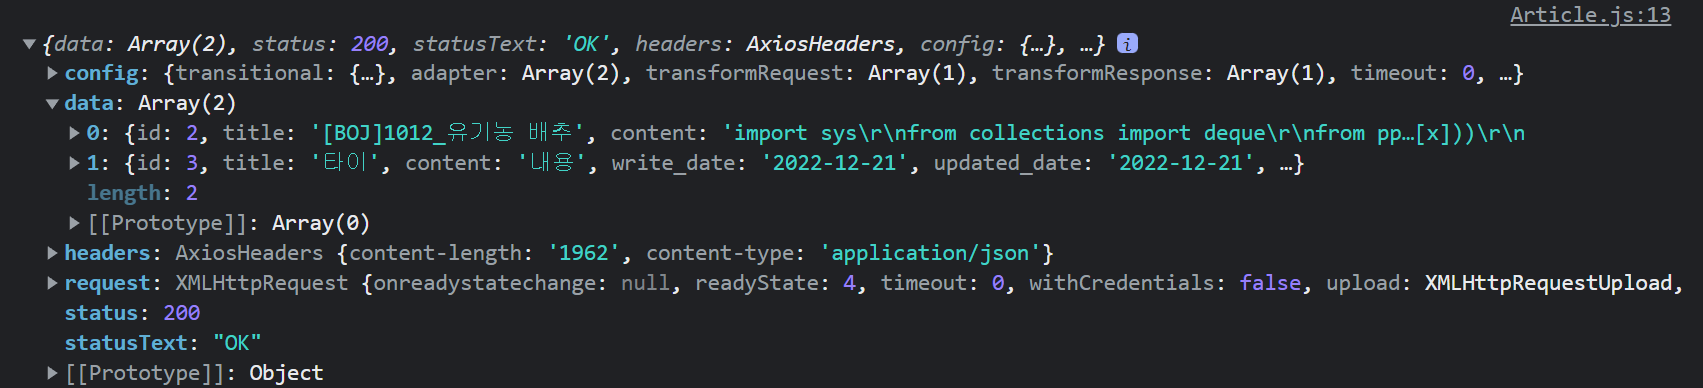 Article.js:13
▼{data: Array(2), status: 200, statusText: 'OK', headers: AxiosHeaders, config: {…}, …} i
▶config: {transitional: {…}, adapter: Array(2), transformRequest: Array(1), transformResponse: Array(1), timeout: 0, …}
▼data: Array(2)
▶0: {id: 2, title: '[BOJ]1012_유기농 배추', content: 'import sys\r\nfrom collections import deque\r\nfrom pp…[x]))\r\n
▶1: {id: 3, title: '타이', content: '내용', write_date: '2022-12-21', updated_date: '2022-12-21', …}
length: 2
▶[[Prototype]]: Array(0)
▶headers: AxiosHeaders {content-length: '1962', content-type: 'application/json'}
▶request: XMLHttpRequest {onreadystatechange: null, readyState: 4, timeout: 0, withCredentials: false, upload: XMLHttpRequestUpload,
status: 200
statusText: "OK"
▶[[Prototype]]: Object